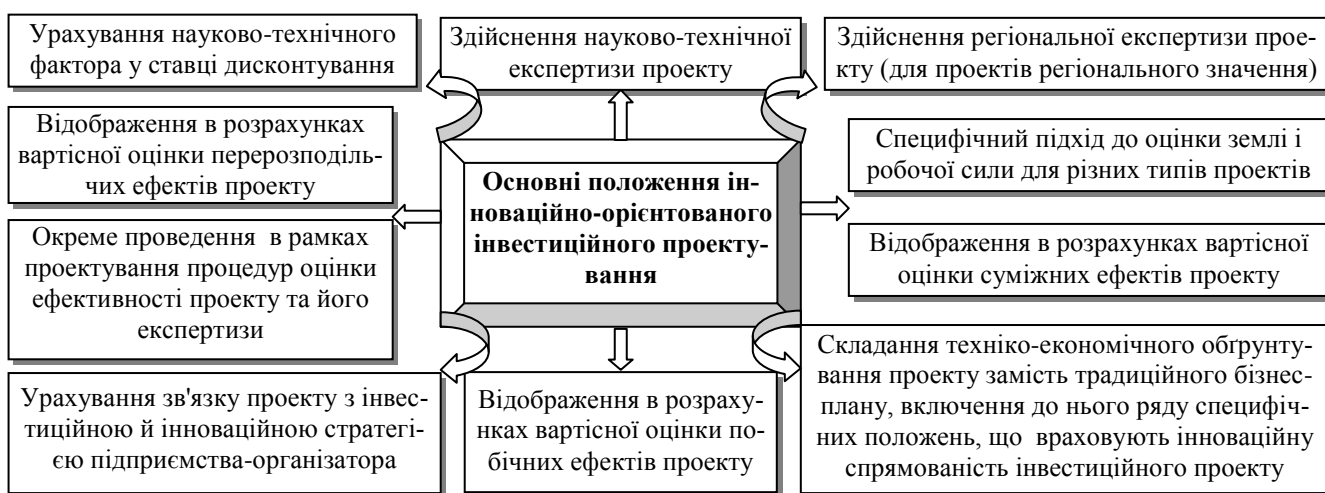 Урахування науково-технічного
фактора у ставці дисконтування
Здійснення науково-технічної
експертизи проекту
Здійснення регіональної експертизи прое-
кту (для проектів регіонального значення)
Відображення в розрахунках
вартісної оцінки перерозподіль-
чих ефектів проекту
Основні положення ін-
новаційно-орієнтованого
інвестиційного проекту-
вання
Специфічний підхід до оцінки землі і
робочої сили для різних типів проектів
Окреме проведення в рамках
проектування процедур оцінки
ефективності проекту та його
експертизи
Відображення в розрахунках вартісної
оцінки суміжних ефектів проекту
Урахування зв'язку проекту з інвес-
тиційною й інноваційною стратегі-
єю підприємства-організатора
Відображення в розраху-
нках вартісної оцінки по-
бічних ефектів проекту
Складання техніко-економічного обґрунту-
вання проекту замість традиційного бізнес-
плану, включення до нього ряду специфіч-
них положень, що враховують інноваційну
спрямованість інвестиційного проекту